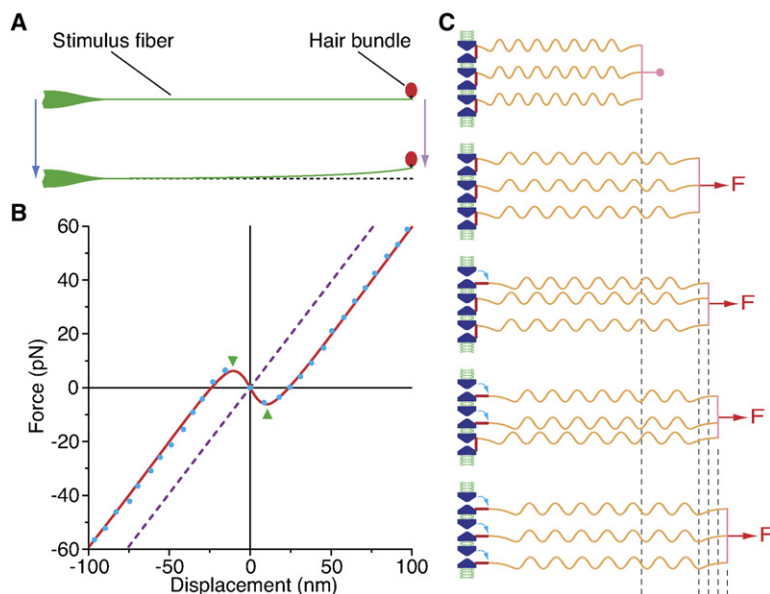 A
Stimulus fiber
Hair bundle
B
60
40
20
0
-20
-40
-60
Force (pN)
-100
-50
0
50
100
Displacement (nm)
C
F
F
F
F